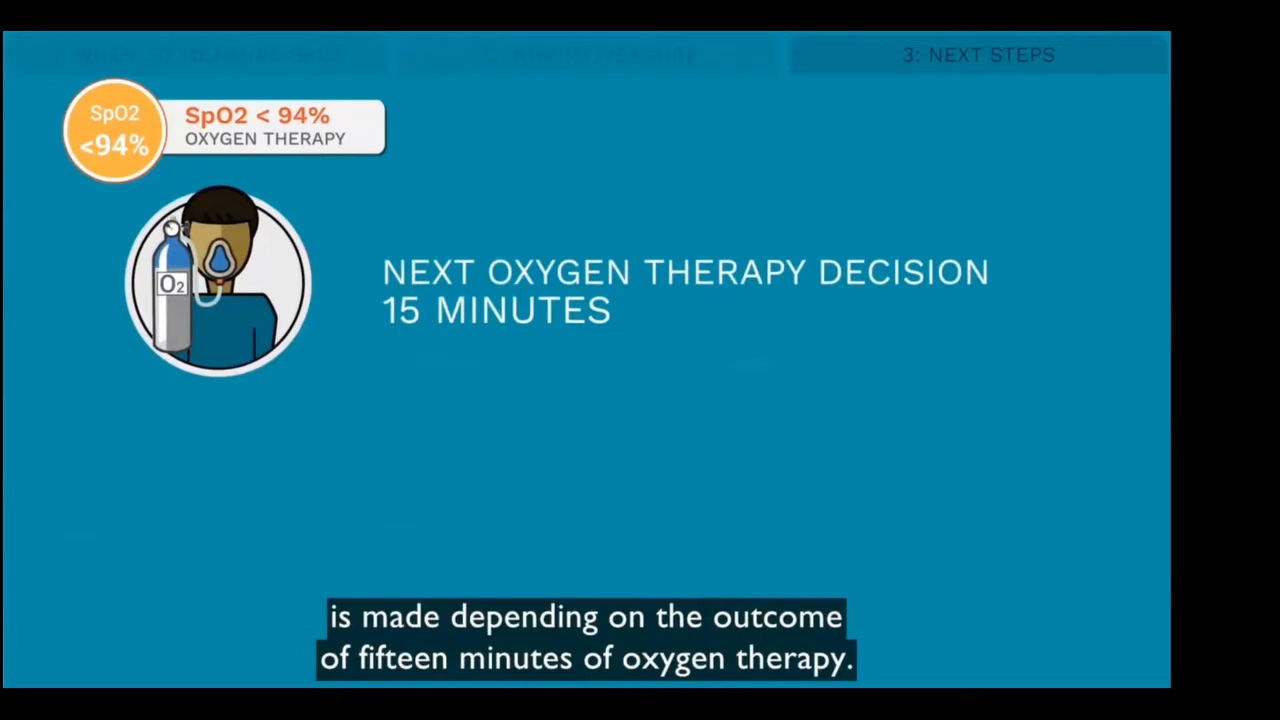 3: NEXT STEPS
SpO2
<94%
SpO2 < 94%
OXYGEN THERAPY
O₂
NEXT OXYGEN THERAPY DECISION
15 MINUTES
is made depending on the outcome
of fifteen minutes of oxygen therapy.